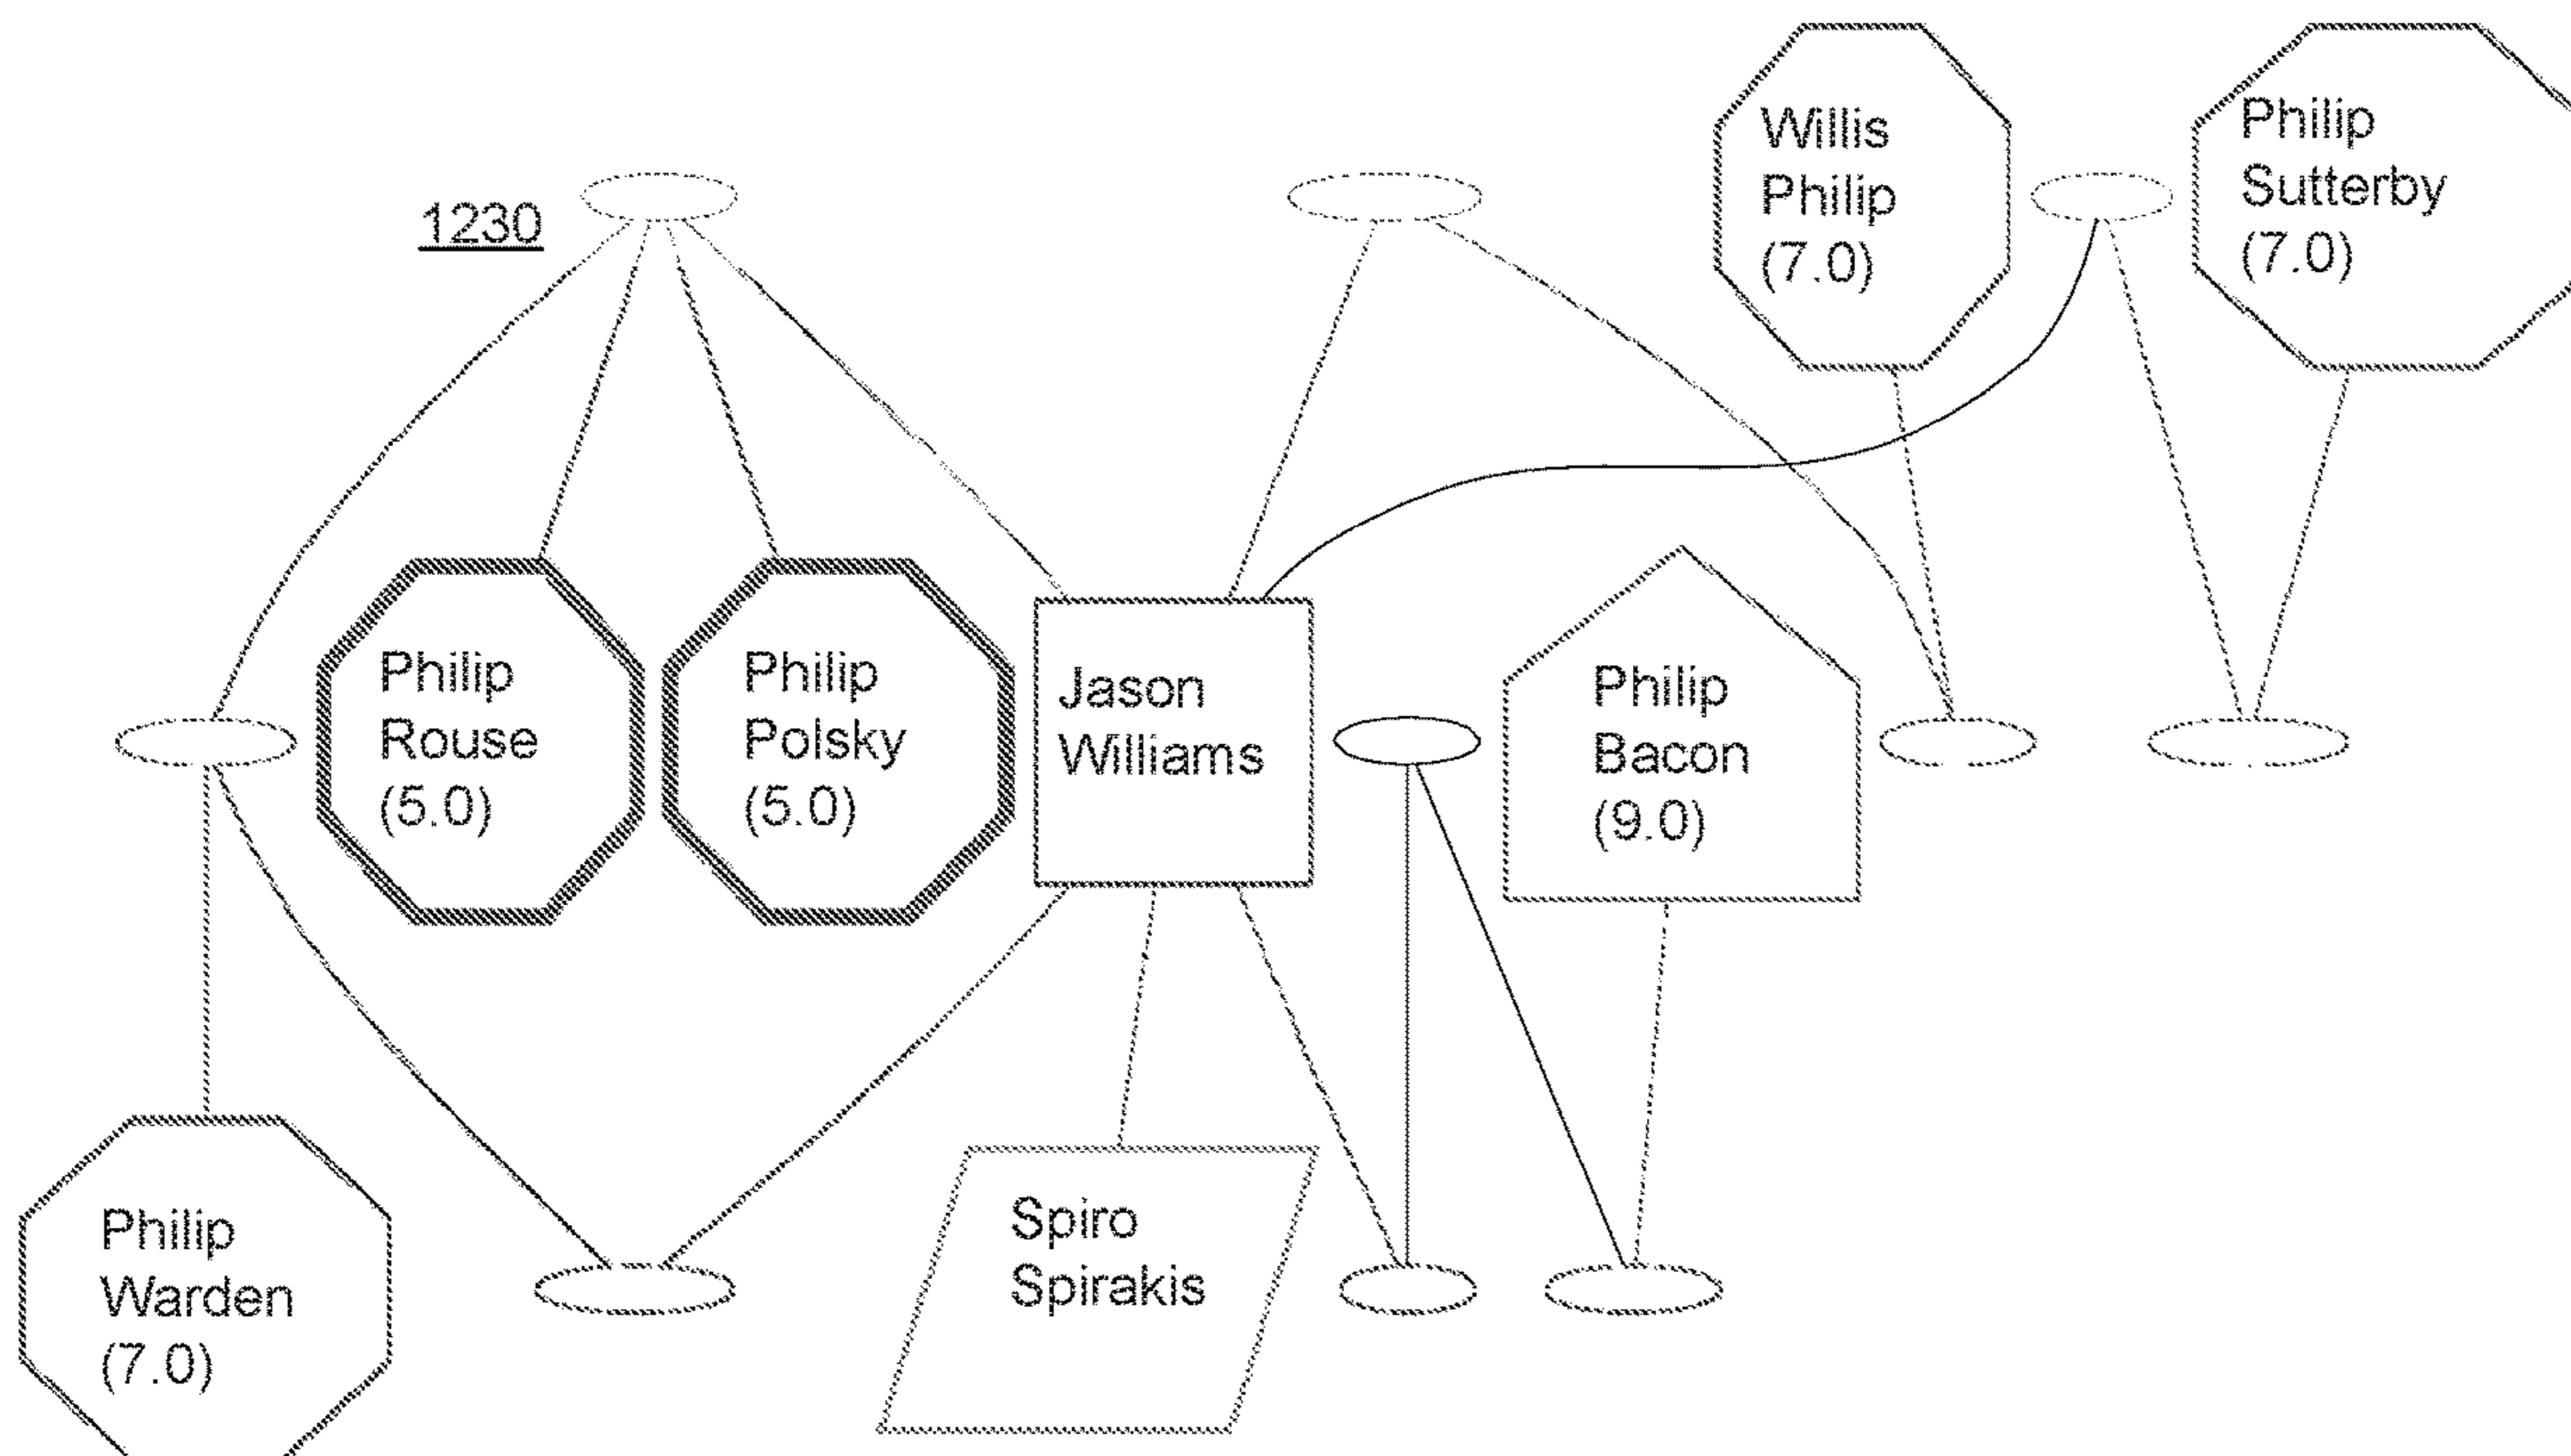 Willis
Philip
(7.0)
Philip
Sutterby
(7.0)
1230
Philip
Rouse
(5.0)
Philip
Polsky
(5.0)
Jason
Williams
Philip
Bacon
(9.0)
Philip
Warden
(7.0)
Spiro
Spirakis